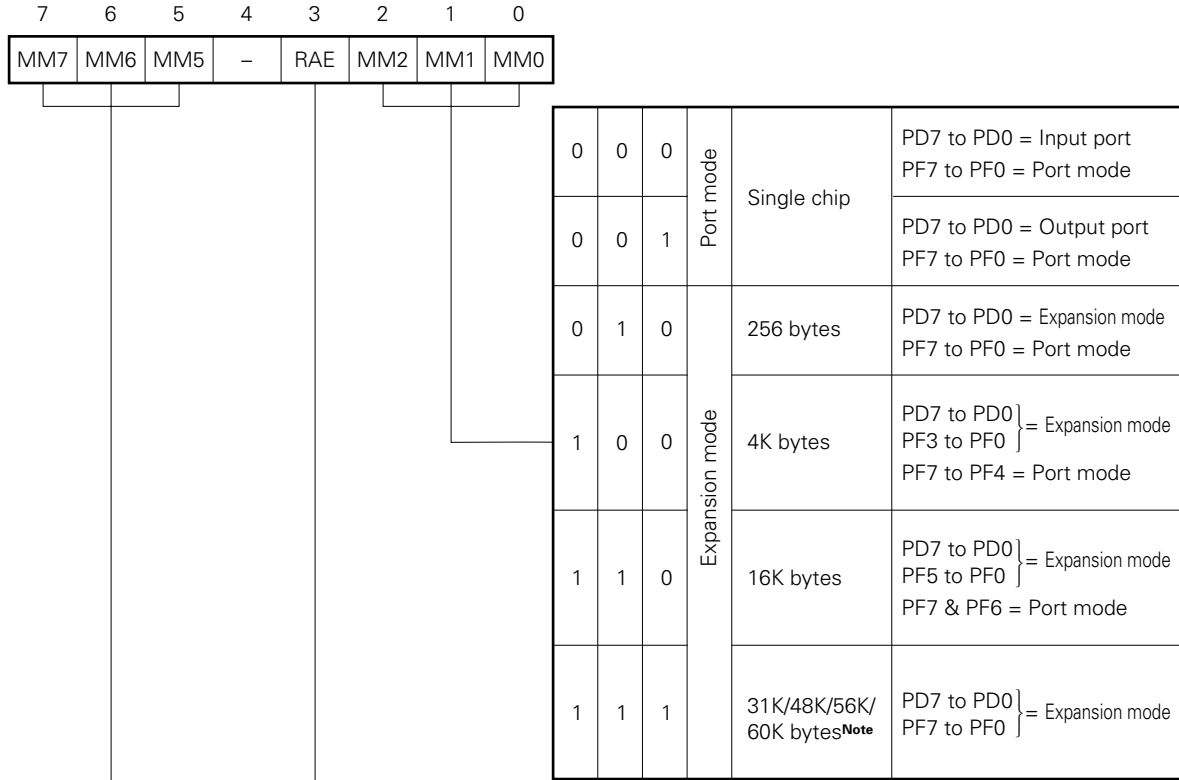 7 6 5 4 3 2 1 0
MM7 MM6 MM5 – RAE MM2 MM1 MM0
0 0 0 Port mode Single chip PD7 to PD0 = Input port
PF7 to PF0 = Port mode
0 0 1 PD7 to PD0 = Output port
PF7 to PF0 = Port mode
0 1 0 Expansion mode 256 bytes PD7 to PD0 = Expansion mode
PF7 to PF0 = Port mode
1 0 0 4K bytes PD7 to PD0
PF3 to PF0 } = Expansion mode
PF7 to PF4 = Port mode
1 1 0 16K bytes PD7 to PD0
PF5 to PF0 } = Expansion mode
PF7 & PF6 = Port mode
1 1 1 31K/48K/56K/
60K bytesNote PD7 to PD0
PF7 to PF0 } = Expansion mode